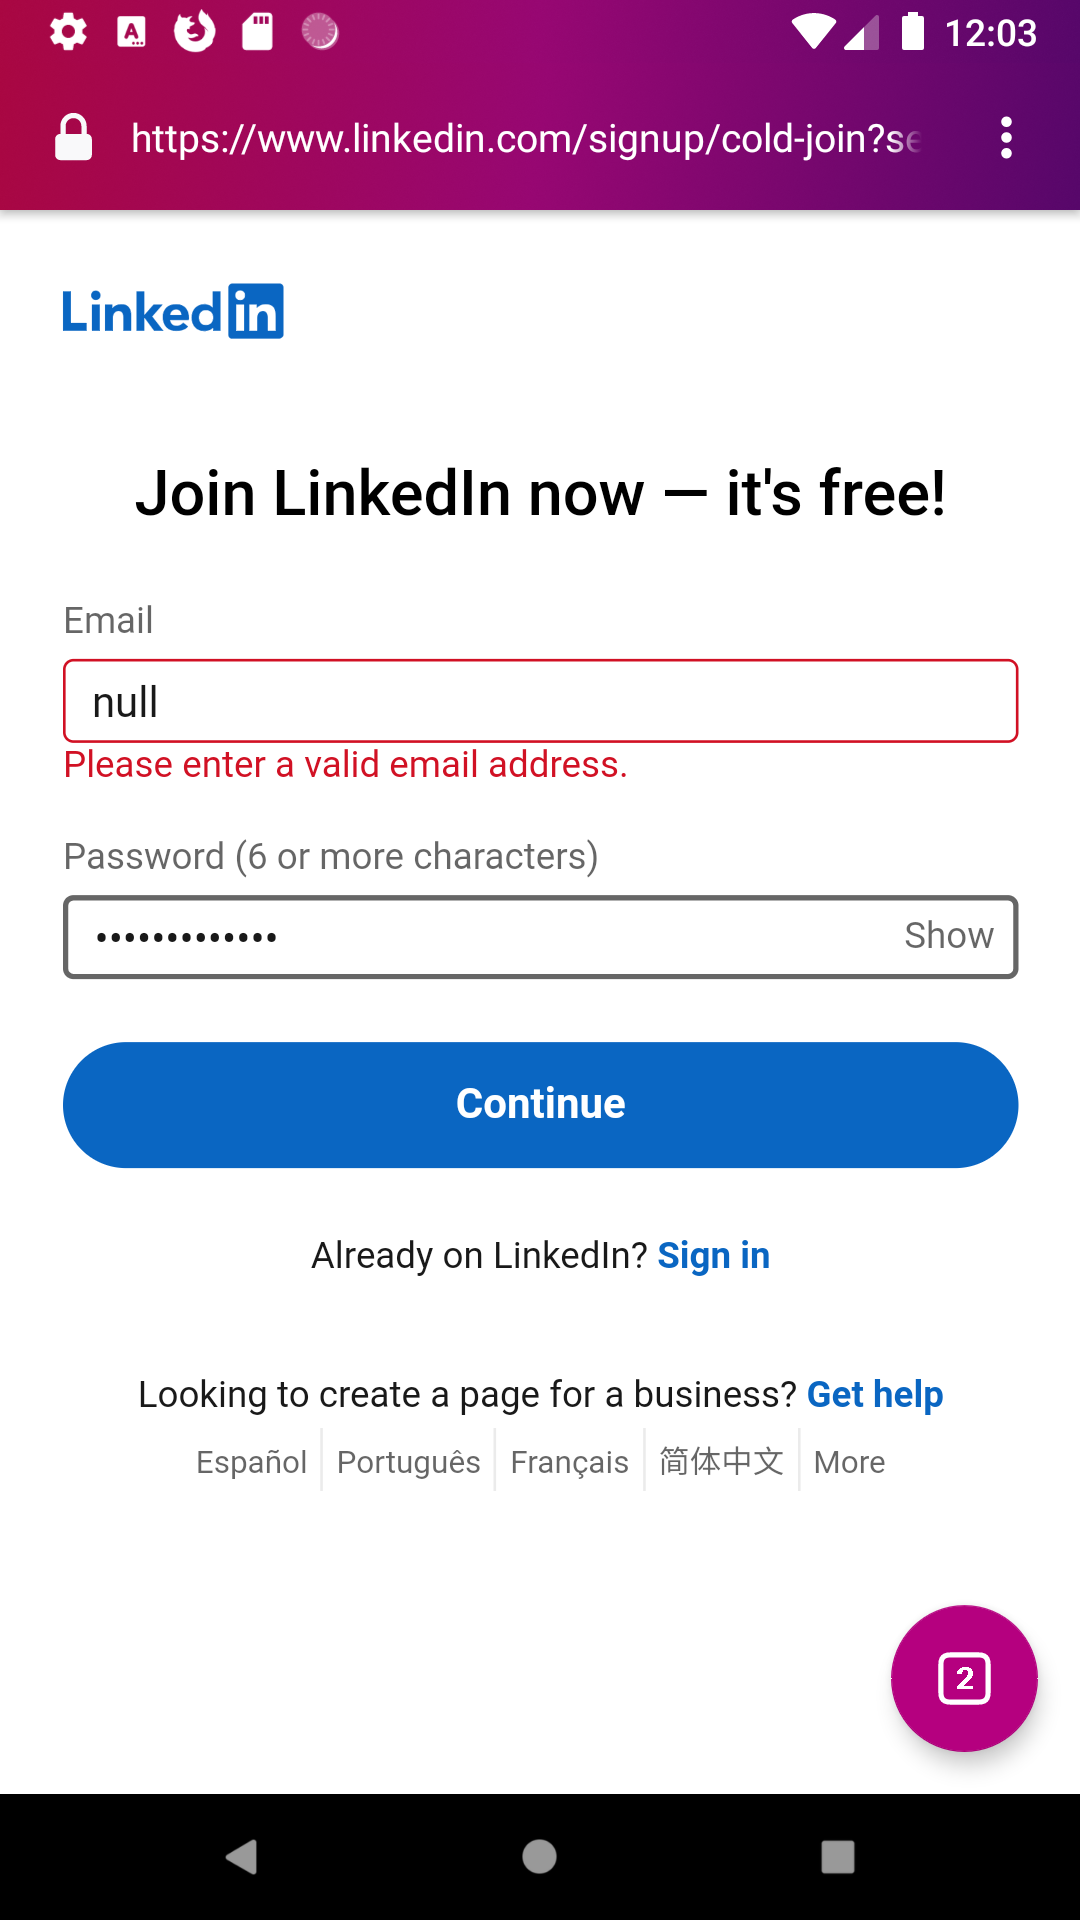 12:03
https://www.linkedin.com/signup/cold-join?se
Linkedin
Join LinkedIn now — it's free!
Email
null
Please enter a valid email address.
Password (6 or more characters)
•••••••••••••
Show
Continue
Already on LinkedIn? Sign in
Looking to create a page for a business? Get help
Español Português Français 简体中文 More
2